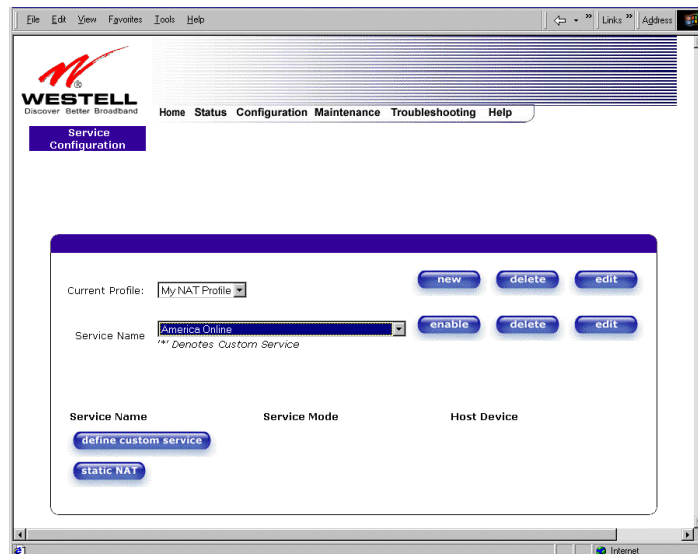 File Edit View Favorites Tools Help
» Links » Address
WESTELL
®
Discover Better Broadband
Home Status Configuration Maintenance Troubleshooting Help
Service
Configuration
Current Profile: My NAT Profile new delete edit
Service Name America Online enable delete edit
'*' Denotes Custom Service
Service Name Service Mode Host Device
define custom service
static NAT
Internet